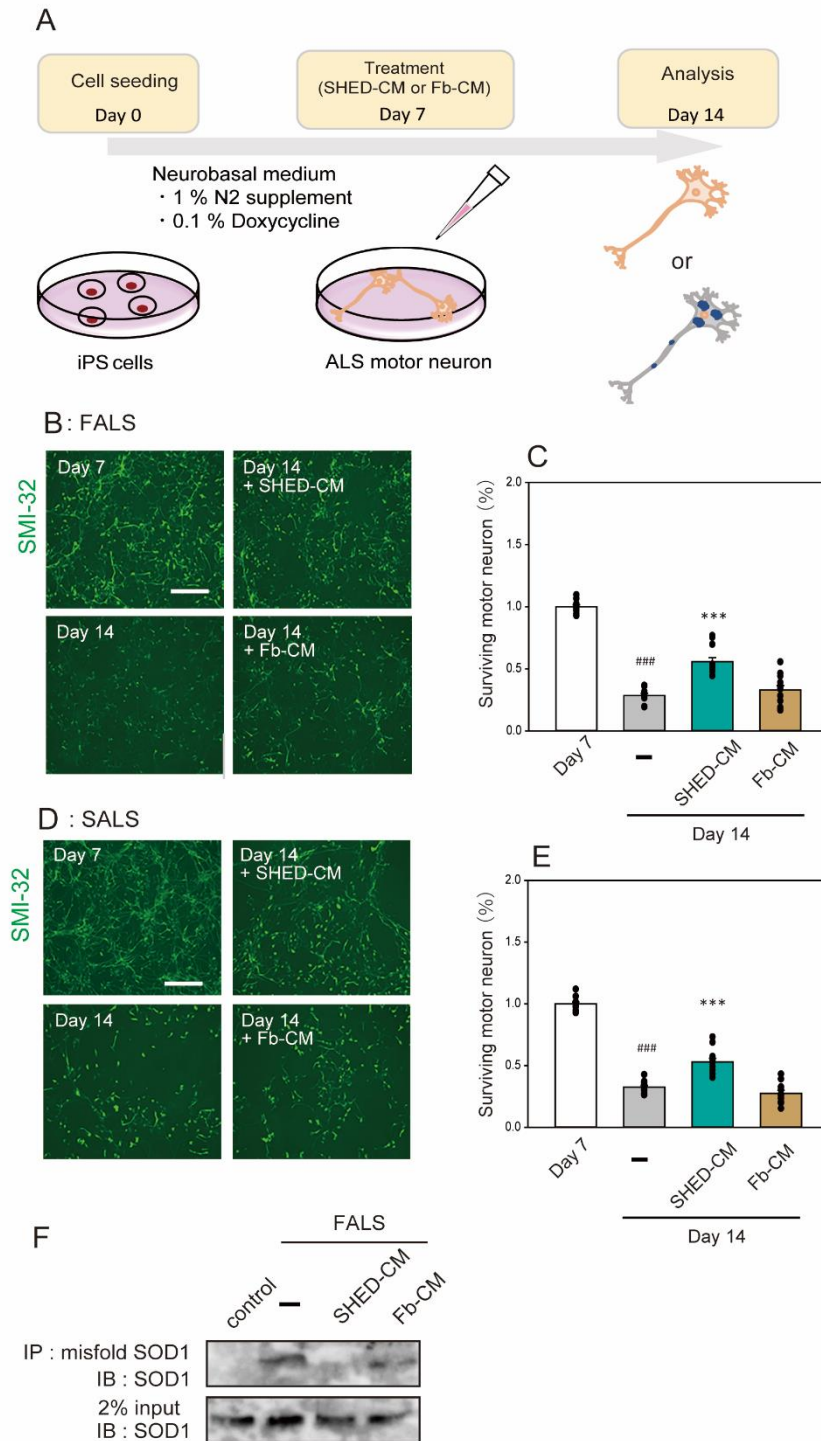 A
Cell seeding
Day 0
Treatment
(SHED-CM or Fb-CM)
Day 7
Analysis
Day 14
Neurobasal medium
・1 % N2 supplement
・0.1 % Doxycycline
or
iPS cells
ALS motor neuron
B : FALS
SMI-32
Day 7
Day 14
+ SHED-CM
Day 14
Day 14
+ Fb-CM
C
Surviving motor neuron (%)
2.0
1.5
1.0
0.5
0.0
###
***
Day 7
–
SHED-CM
Fb-CM
Day 14
D : SALS
SMI-32
Day 7
Day 14
+ SHED-CM
Day 14
Day 14
+ Fb-CM
E
Surviving motor neuron (%)
2.0
1.5
1.0
0.5
0.0
###
***
Day 7
–
SHED-CM
Fb-CM
Day 14
F
FALS
control
–
SHED-CM
Fb-CM
IP : misfold SOD1
IB : SOD1
2% input
IB : SOD1